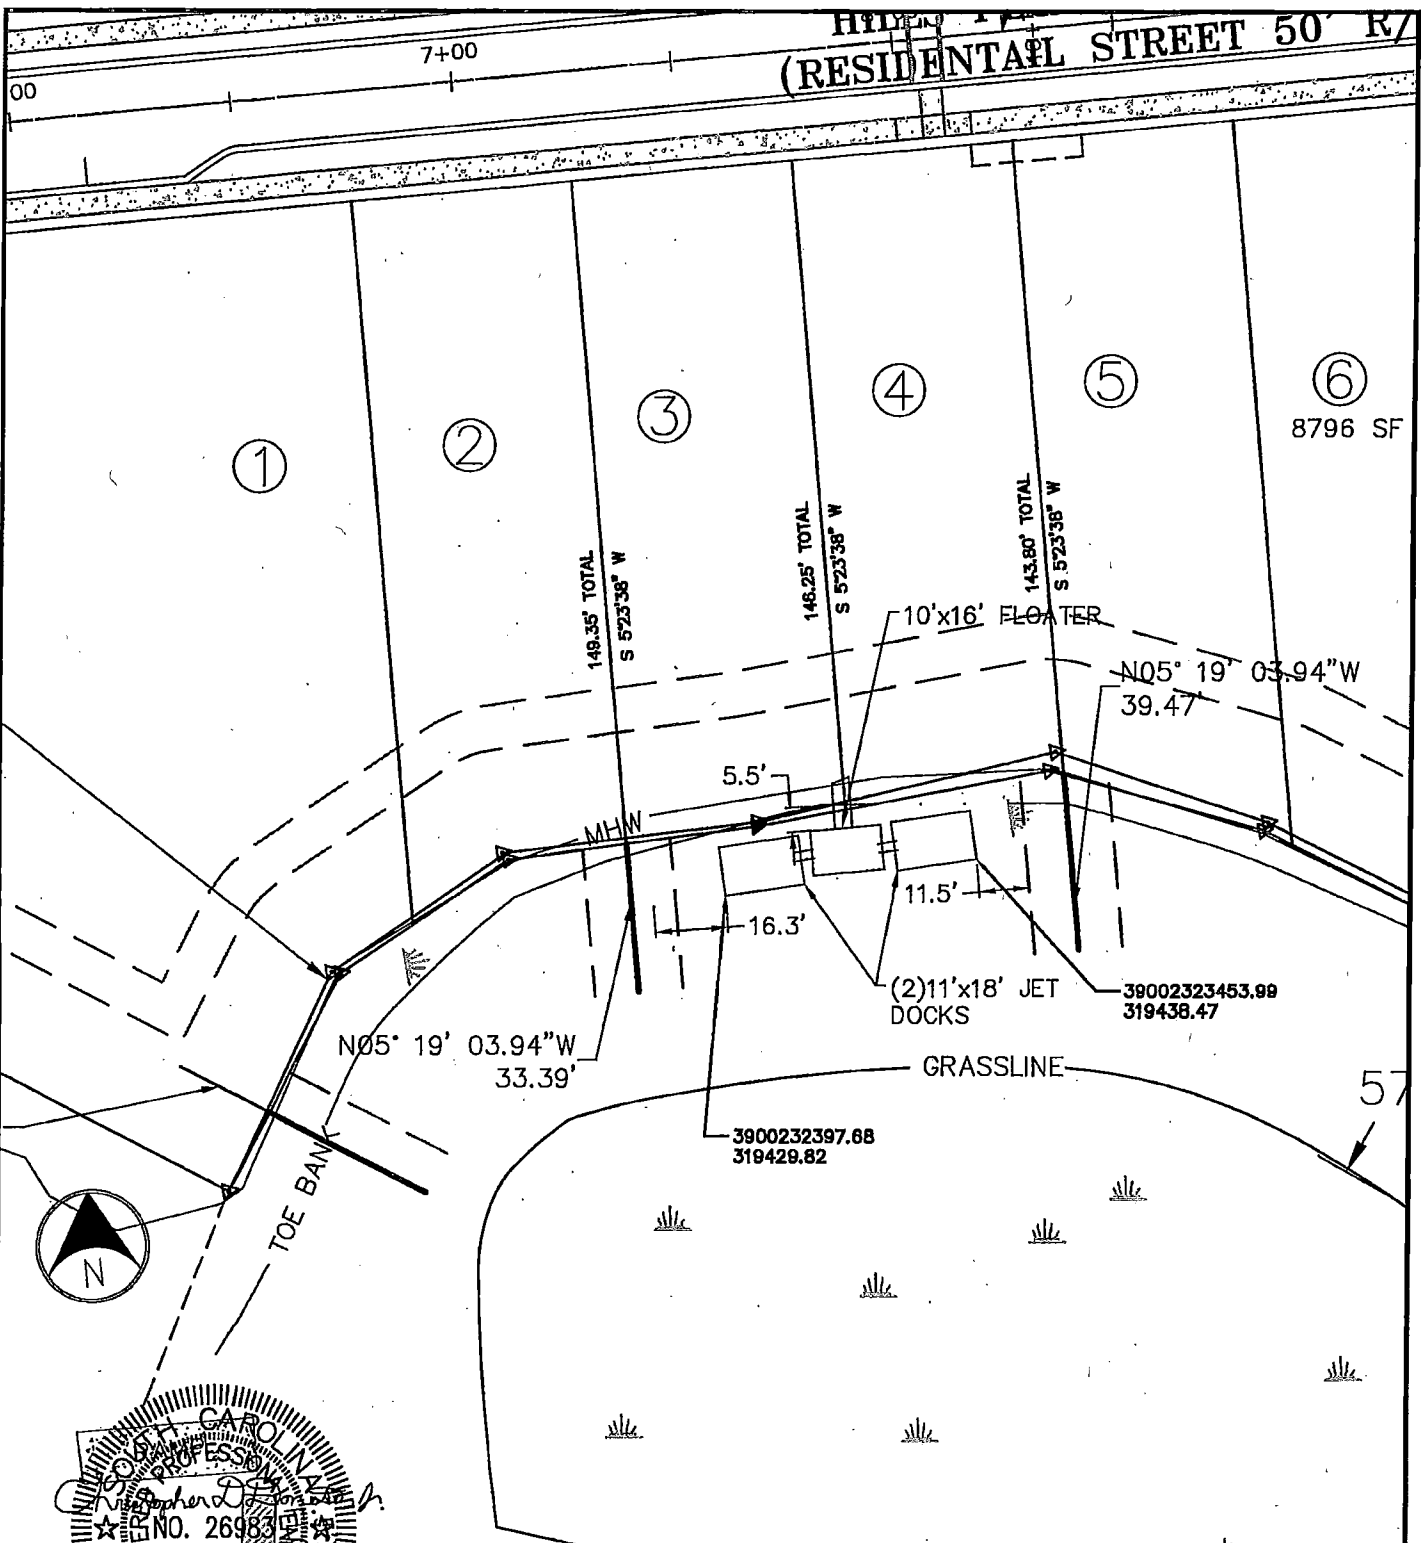 7+00
00
(RESIDENTAIL STREET 50' R/
1
2
3
4
5
6
8796 SF
149.35' TOTAL
S 5°23'38" W
146.25' TOTAL
S 5°23'38" W
143.80' TOTAL
S 5°23'38" W
10'x16' FLOATER
N05° 19' 03.94"W
39.47'
5.5'
MHW
11.5'
16.3'
(2)11'x18' JET
DOCKS
39002323453.99
319438.47
N05° 19' 03.94"W
33.39'
GRASSLINE
57
3900232397.68
319429.82
TOE BANK
N
SOUTH CAROLINA
PROFESSIONAL
NO. 26983